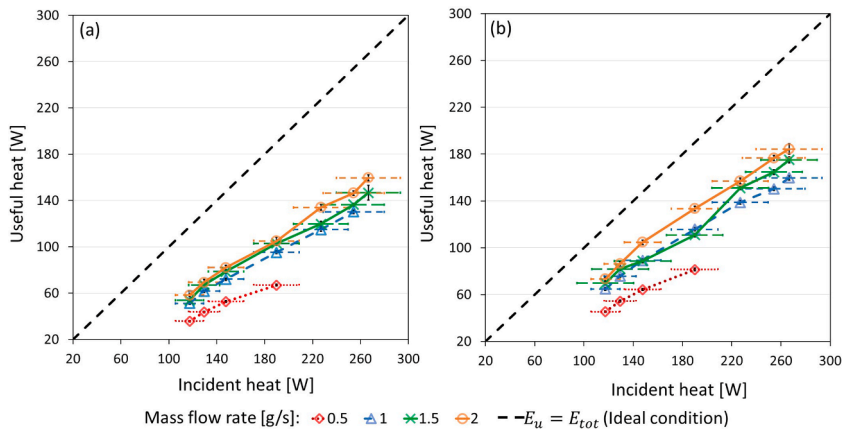 (a)
300
260
220
180
140
100
60
20
Useful heat [W]
20 60 100 140 180 220 260 300
Incident heat [W]
(b)
300
260
220
180
140
100
60
20
Useful heat [W]
20 60 100 140 180 220 260 300
Incident heat [W]
Mass flow rate [g/s]: 0.5 1 1.5 2 E_u = E_tot (Ideal condition)